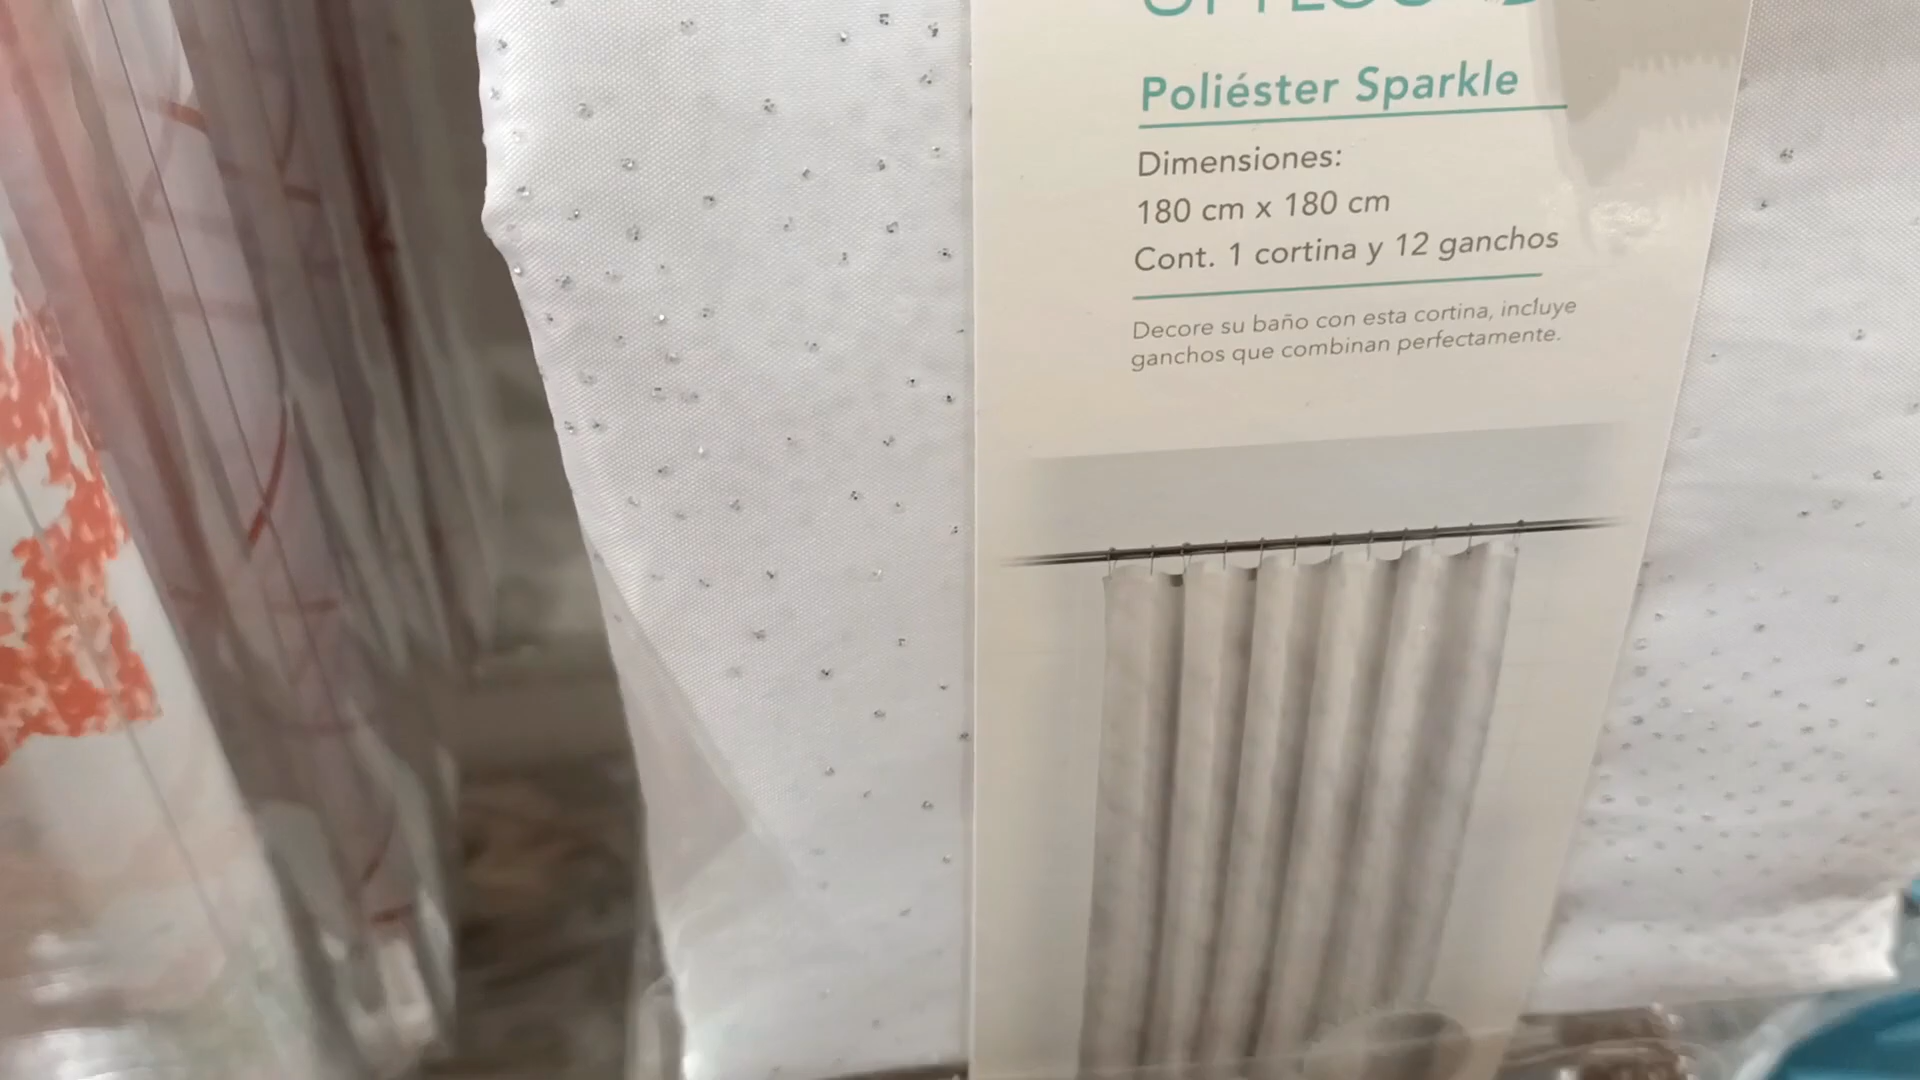 Poliéster Sparkle
Dimensiones:
180 cm x 180 cm
Cont. 1 cortina y 12 ganchos
Decore su baño con esta cortina, incluye
ganchos que combinan perfectamente.